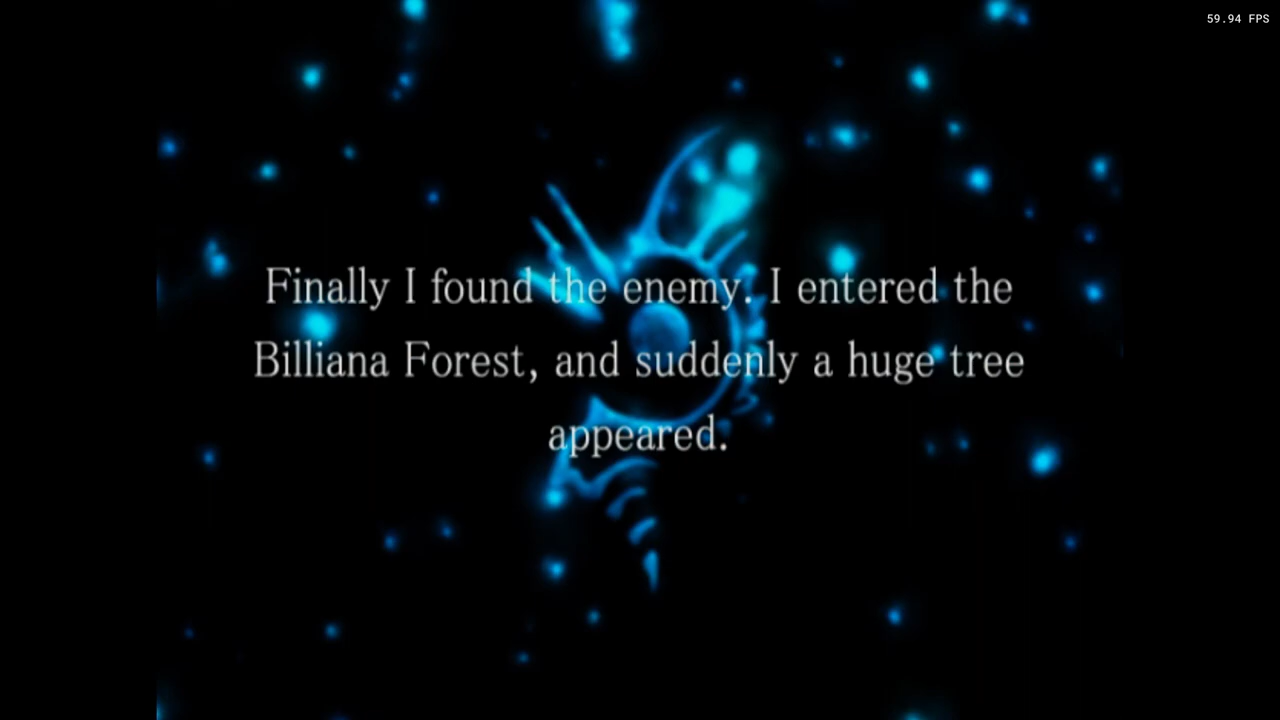 59.94 FPS
Finally I found the enemy. I entered the
Billiana Forest, and suddenly a huge tree
appeared.